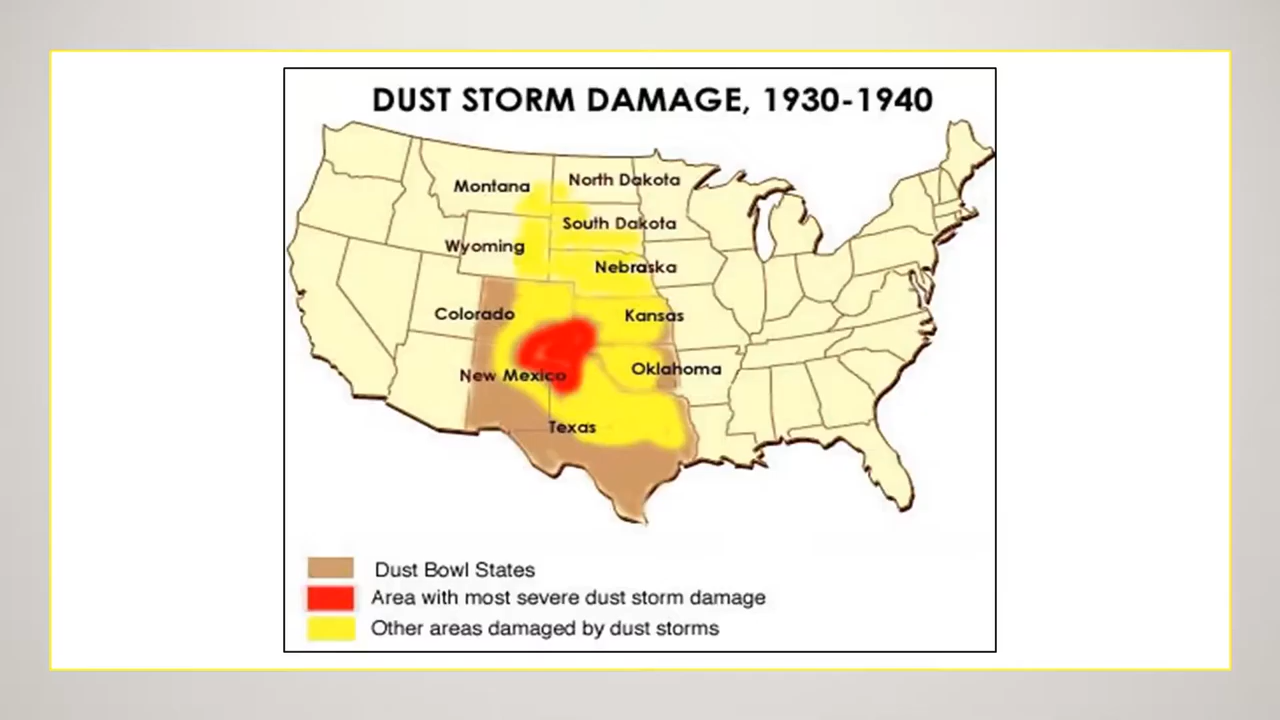 DUST STORM DAMAGE, 1930-1940
Montana
North Dakota
South Dakota
Wyoming
Nebraska
Colorado
Kansas
New Mexico
Oklahoma
Texas
Dust Bowl States
Area with most severe dust storm damage
Other areas damaged by dust storms